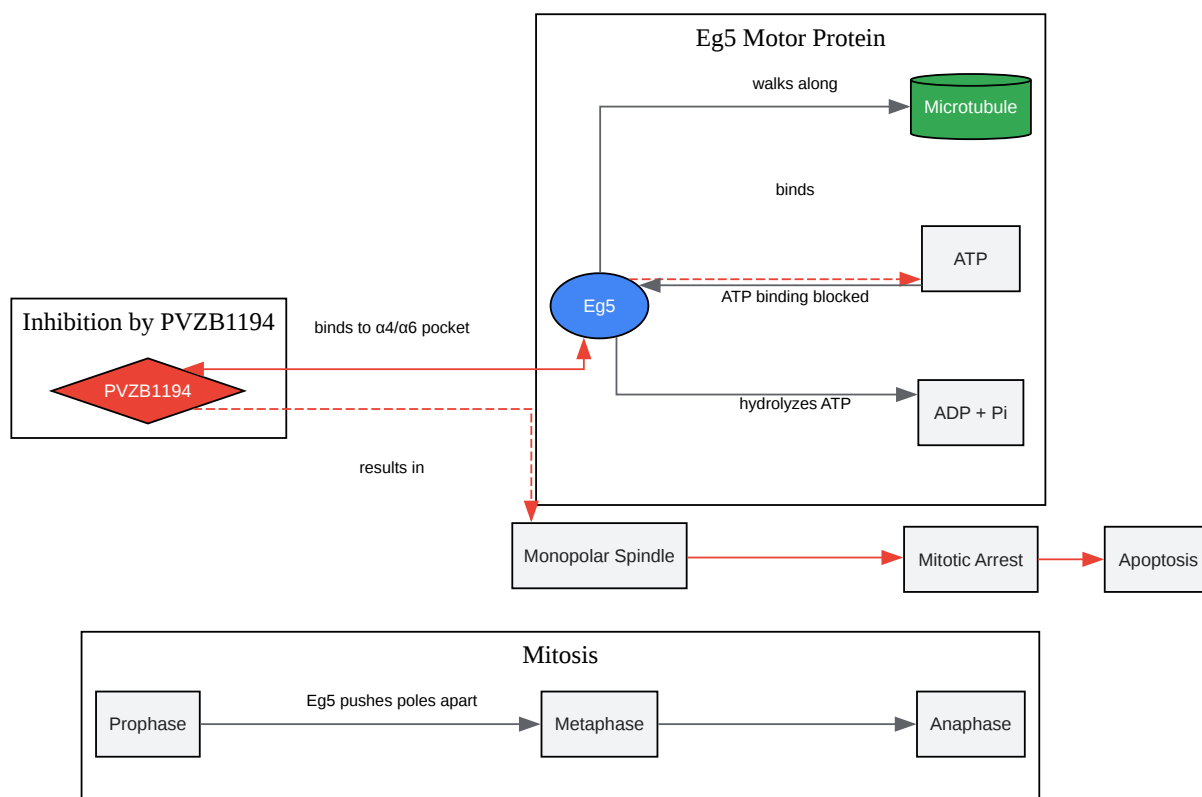 Eg5 Motor Protein
walks along
Microtubule
binds
ATP
ATP binding blocked
Eg5
Inhibition by PVZB1194
binds to α4/α6 pocket
PVZB1194
hydrolyzes ATP
ADP + Pi
results in
Monopolar Spindle
Mitotic Arrest
Apoptosis
Mitosis
Prophase
Eg5 pushes poles apart
Metaphase
Anaphase